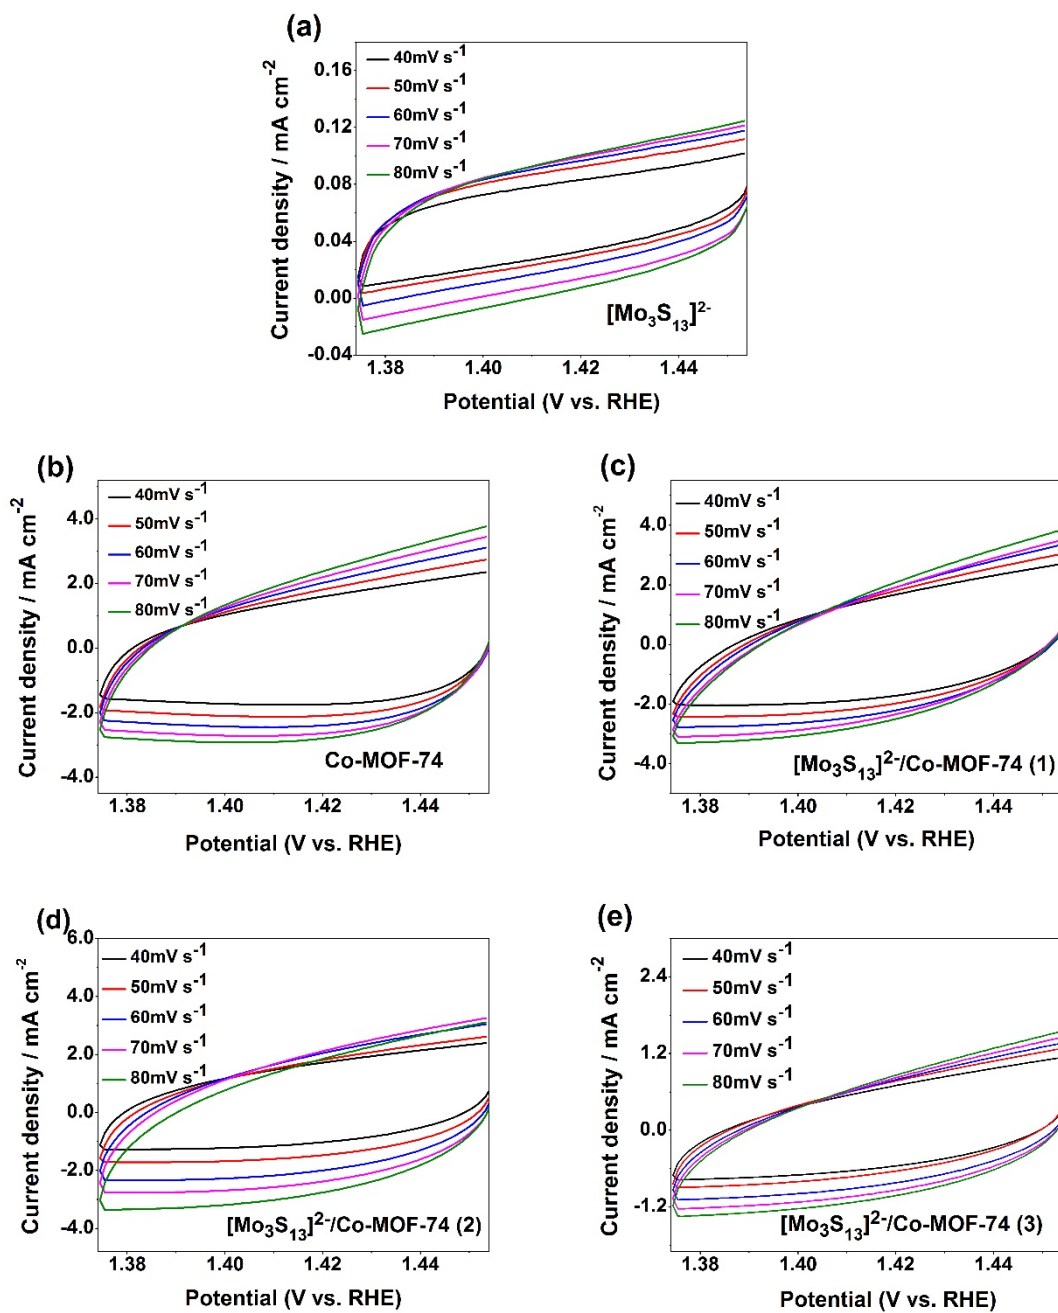 (a)
40mV s⁻¹
50mV s⁻¹
60mV s⁻¹
70mV s⁻¹
80mV s⁻¹
0.16
0.12
0.08
0.04
0.00
-0.04
Current density / mA cm⁻²
[Mo₃S₁₃]²⁻
1.38 1.40 1.42 1.44
Potential (V vs. RHE)
(b)
40mV s⁻¹
50mV s⁻¹
60mV s⁻¹
70mV s⁻¹
80mV s⁻¹
4.0
2.0
0.0
-2.0
-4.0
Current density / mA cm⁻²
Co-MOF-74
1.38 1.40 1.42 1.44
Potential (V vs. RHE)
(c)
40mV s⁻¹
50mV s⁻¹
60mV s⁻¹
70mV s⁻¹
80mV s⁻¹
4.0
2.0
0.0
-2.0
-4.0
Current density / mA cm⁻²
[Mo₃S₁₃]²⁻/Co-MOF-74 (1)
1.38 1.40 1.42 1.44
Potential (V vs. RHE)
(d)
40mV s⁻¹
50mV s⁻¹
60mV s⁻¹
70mV s⁻¹
80mV s⁻¹
6.0
4.0
2.0
0.0
-2.0
-4.0
Current density / mA cm⁻²
[Mo₃S₁₃]²⁻/Co-MOF-74 (2)
1.38 1.40 1.42 1.44
Potential (V vs. RHE)
(e)
40mV s⁻¹
50mV s⁻¹
60mV s⁻¹
70mV s⁻¹
80mV s⁻¹
2.4
1.2
0.0
-1.2
Current density / mA cm⁻²
[Mo₃S₁₃]²⁻/Co-MOF-74 (3)
1.38 1.40 1.42 1.44
Potential (V vs. RHE)